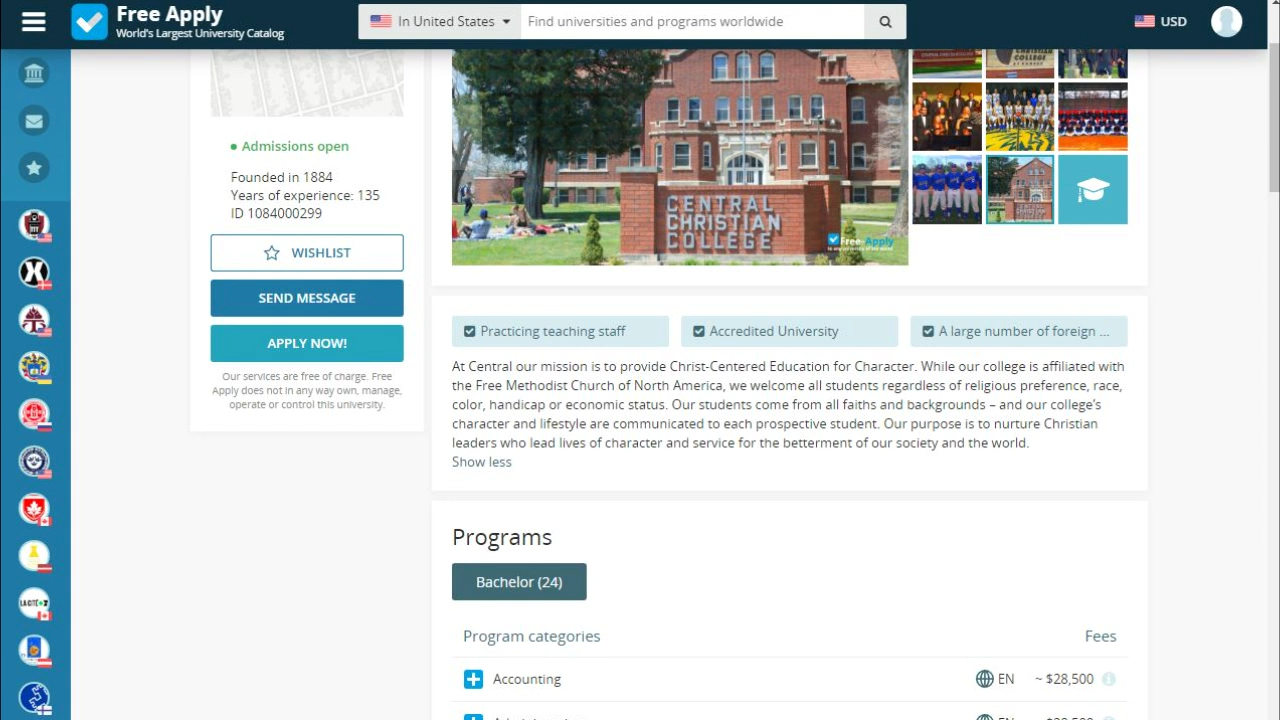 Free Apply
World's Largest University Catalog
In United States
Find universities and programs worldwide
USD
Admissions open
Founded in 1884
Years of experience: 135
ID 1084000299
WISHLIST
SEND MESSAGE
APPLY NOW!
Our services are free of charge. Free
Apply does not in any way own, manage,
operate or control this university.
CENTRAL
CHRISTIAN
COLLEGE
Free-Apply
Practicing teaching staff
Accredited University
A large number of foreign ...
At Central our mission is to provide Christ-Centered Education for Character. While our college is affiliated with
the Free Methodist Church of North America, we welcome all students regardless of religious preference, race,
color, handicap or economic status. Our students come from all faiths and backgrounds – and our college's
character and lifestyle are communicated to each prospective student. Our purpose is to nurture Christian
leaders who lead lives of character and service for the betterment of our society and the world.
Show less
Programs
Bachelor (24)
Program categories Fees
Accounting EN ~ $28,500